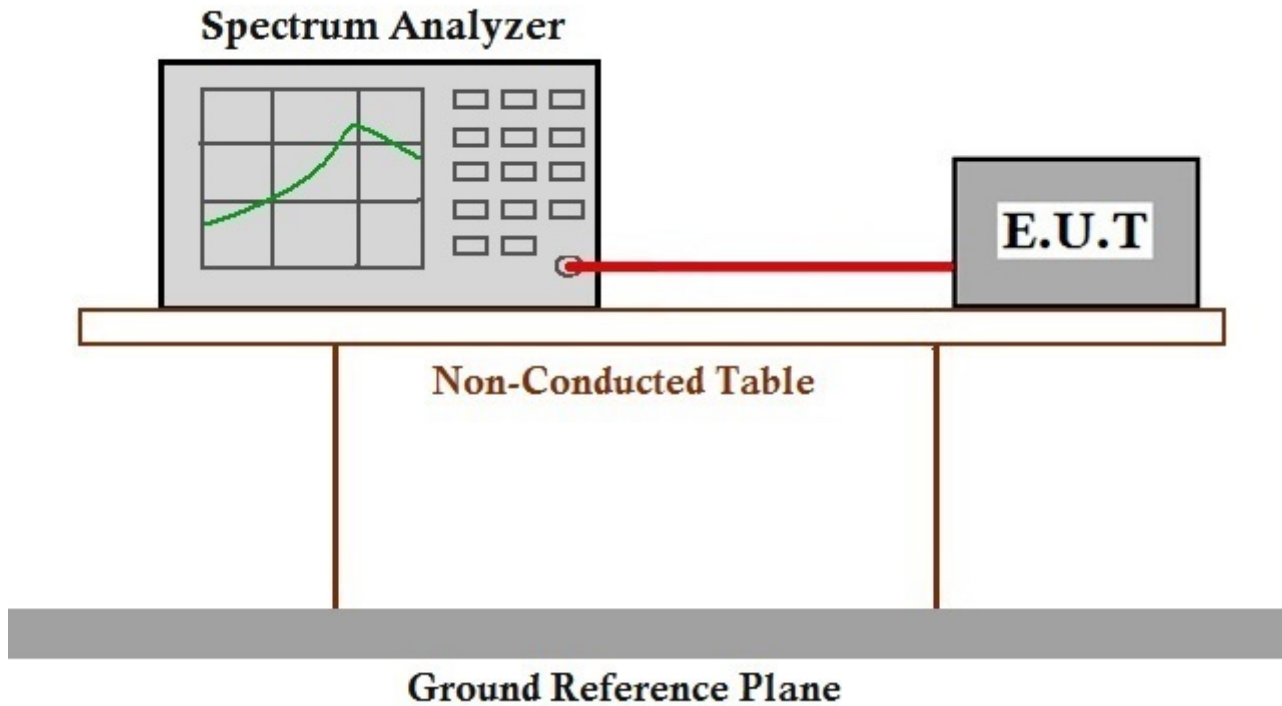 Spectrum Analyzer
E.U.T
Non-Conducted Table
Ground Reference Plane